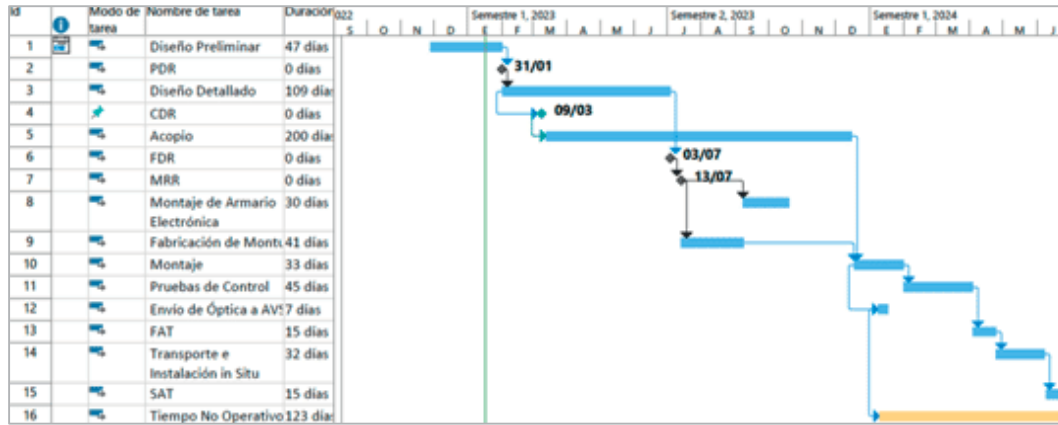 Id Modo de tarea Nombre de tarea Duración 022 Semestre 1, 2023 Semestre 2, 2023 Semestre 1, 2024
S O N D E F M A M J J A S O N D E F M A M J
1 Diseño Preliminar 47 días
2 PDR 0 días 31/01
3 Diseño Detallado 109 día
4 CDR 0 días 09/03
5 Acopio 200 día
6 FDR 0 días 03/07
7 MRR 0 días 13/07
8 Montaje de Armario Electrónica 30 días
9 Fabricación de Montu 41 días
10 Montaje 33 días
11 Pruebas de Control 45 días
12 Envío de Óptica a AVS 7 días
13 FAT 15 días
14 Transporte e Instalación in Situ 32 días
15 SAT 15 días
16 Tiempo No Operativo 123 día